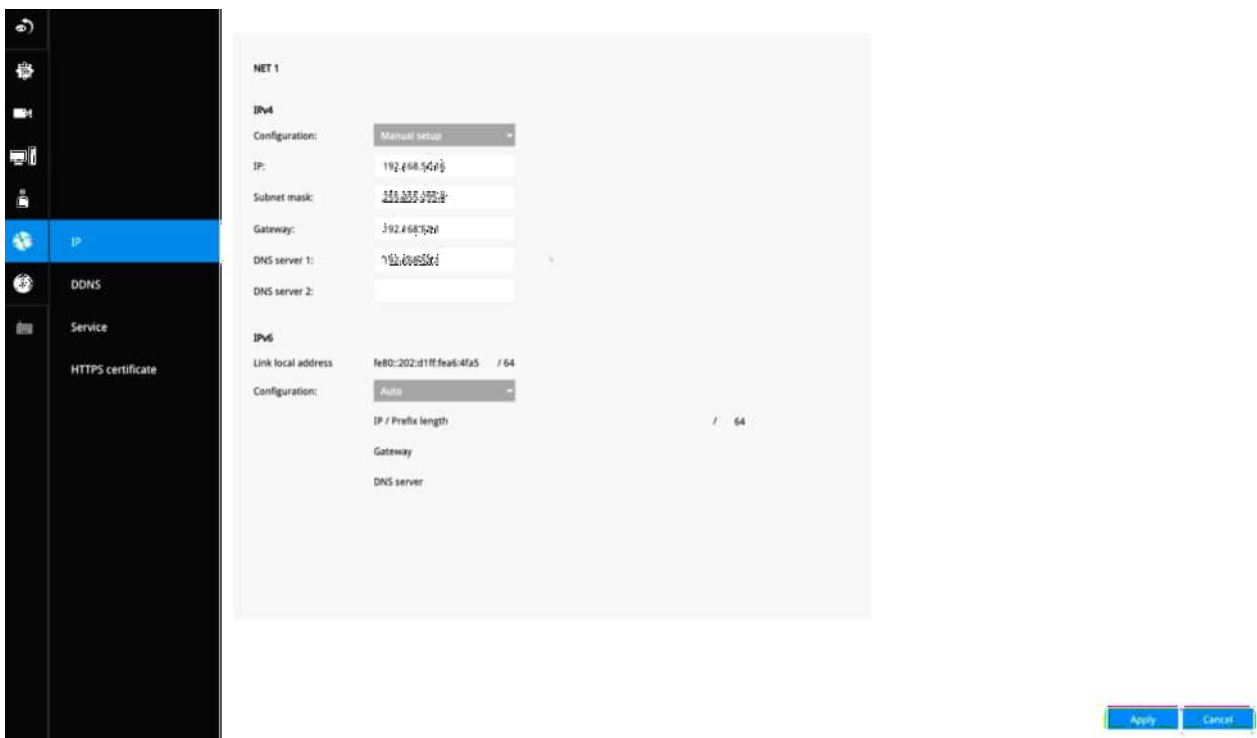 NET 1
IPv4
Configuration: Manual setup
IP:
Subnet mask:
Gateway:
DNS server 1:
DNS server 2:
IPv6
Link local address fe80::202:d1ff:fea6:4fa5 / 64
Configuration: Auto
IP / Prefix length / 64
Gateway
DNS server
IP
DDNS
Service
HTTPS certificate
Apply Cancel